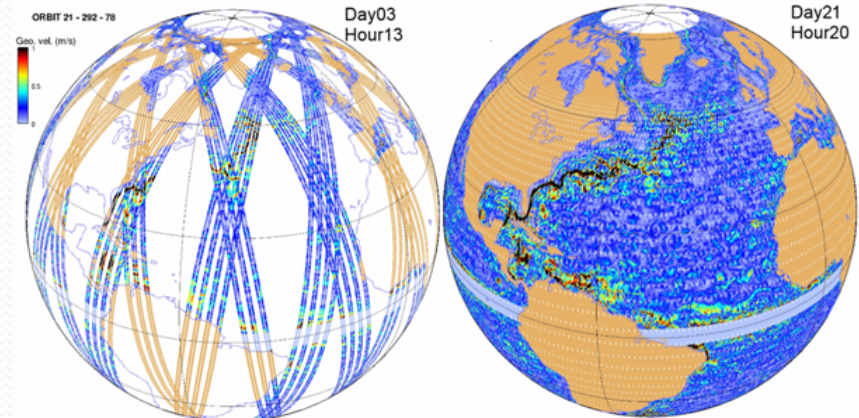 ORBIT 21 - 292 - 78
Geo. vel. (m/s)
1
0.5
0
Day03
Hour13
Day21
Hour20